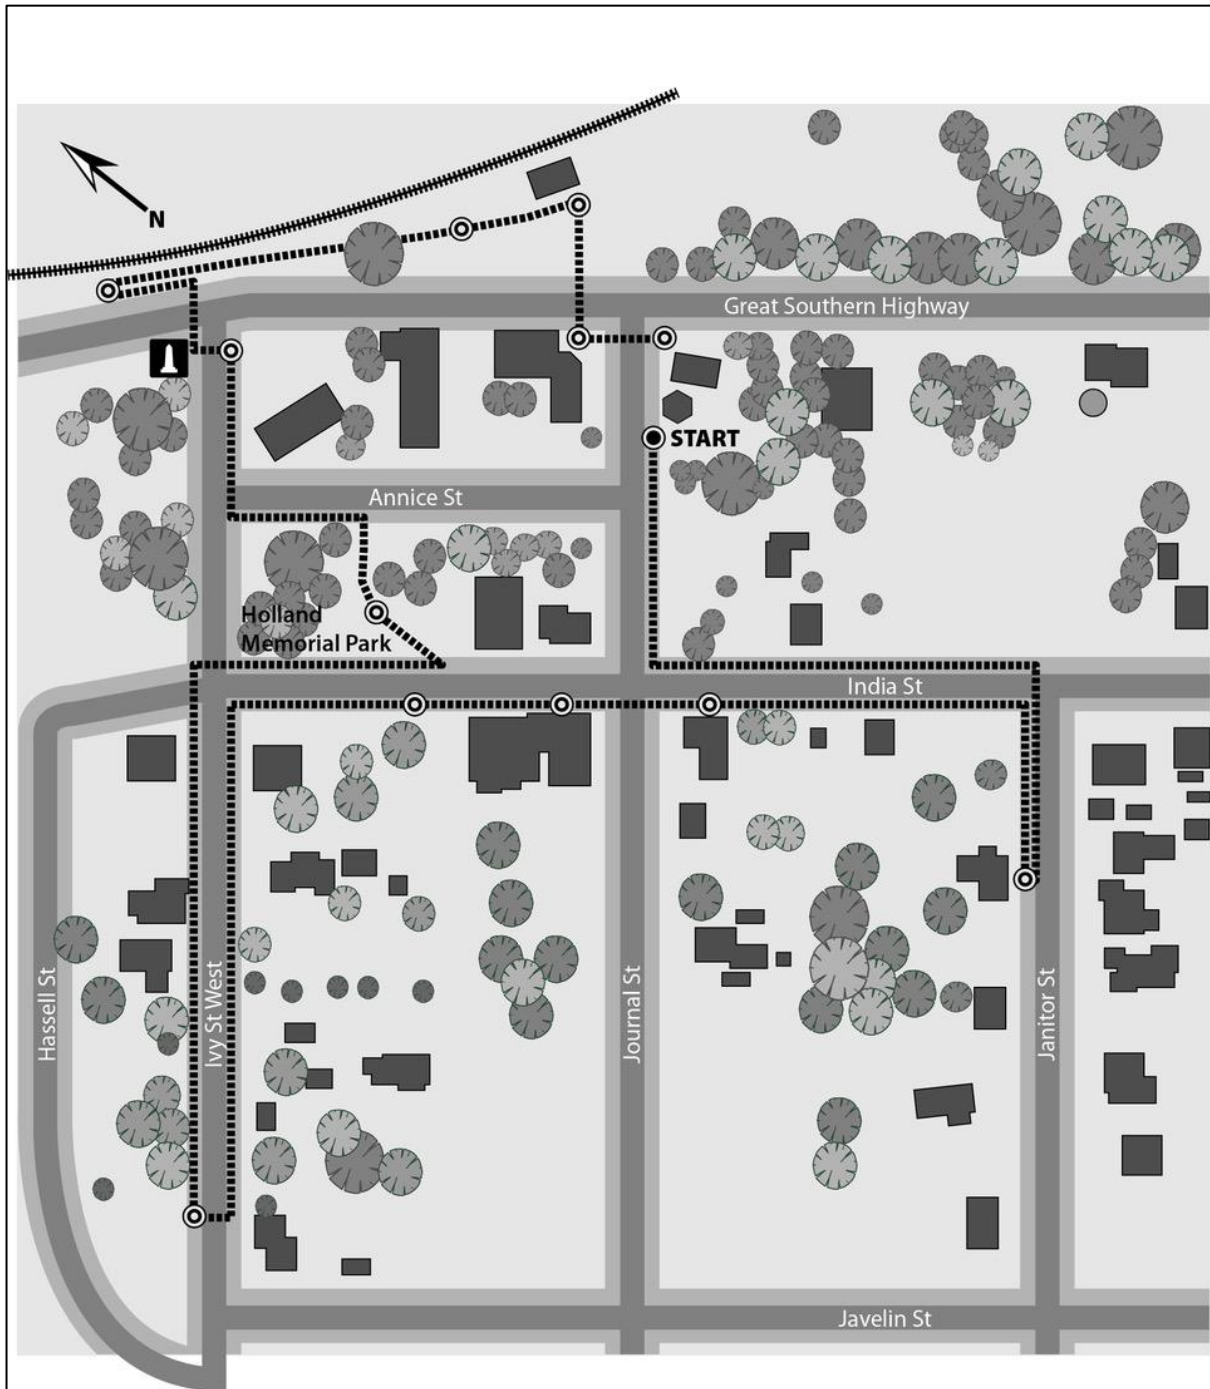 N
Great Southern Highway
START
Annice St
Holland
Memorial Park
India St
Hassell St
Ivy St West
Journal St
Janitor St
Javelin St